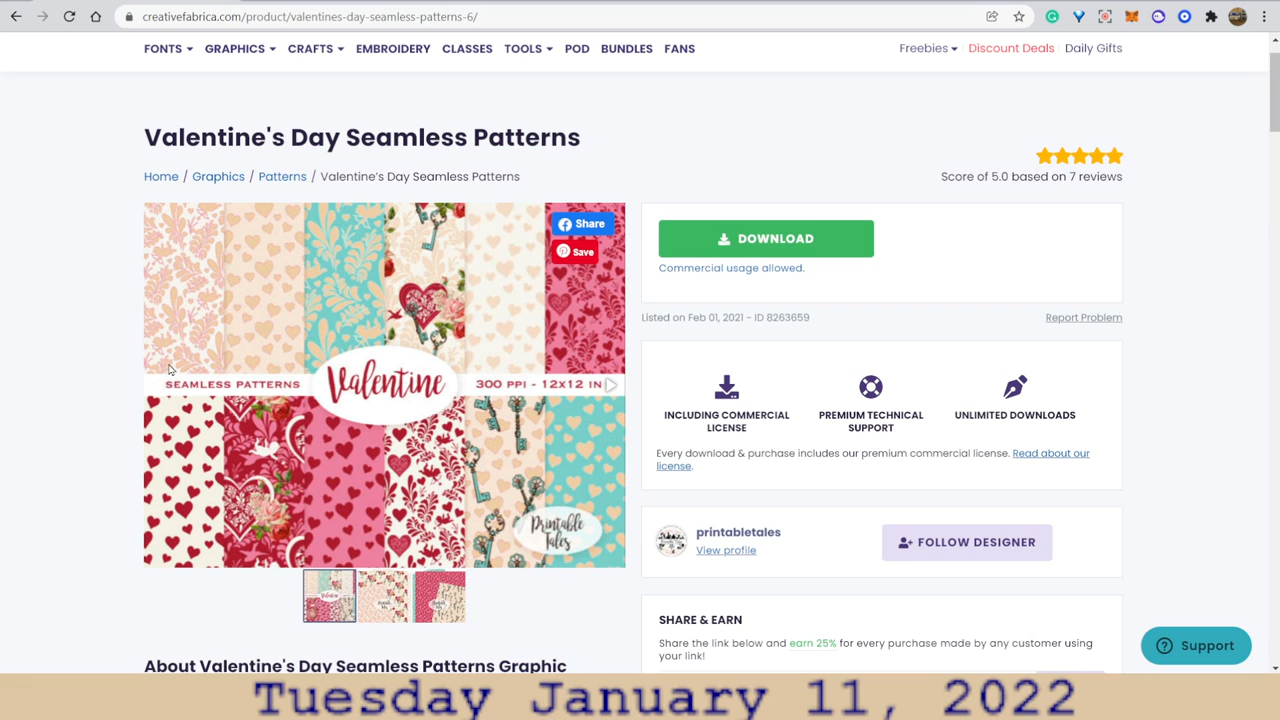 creativefabrica.com/product/valentines-day-seamless-patterns-6/
FONTS GRAPHICS CRAFTS EMBROIDERY CLASSES TOOLS POD BUNDLES FANS Freebies Discount Deals Daily Gifts
Valentine's Day Seamless Patterns
Home / Graphics / Patterns / Valentine's Day Seamless Patterns
Score of 5.0 based on 7 reviews
Share
Save
SEAMLESS PATTERNS Valentine 300 PPI - 12x12 IN
Printable
Tales
DOWNLOAD
Commercial usage allowed.
Listed on Feb 01, 2021 - ID 8263659 Report Problem
INCLUDING COMMERCIAL
LICENSE
PREMIUM TECHNICAL
SUPPORT
UNLIMITED DOWNLOADS
Every download & purchase includes our premium commercial license. Read about our
license.
printabletales
View profile
FOLLOW DESIGNER
SHARE & EARN
Share the link below and earn 25% for every purchase made by any customer using
your link!
Support
About Valentine's Day Seamless Patterns Graphic
Tuesday January 11, 2022